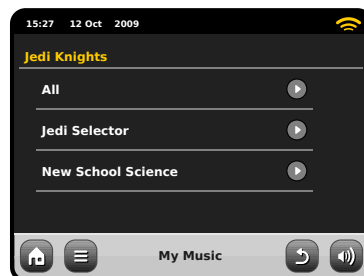 15:27 12 Oct 2009
Jedi Knights
All
Jedi Selector
New School Science
My Music